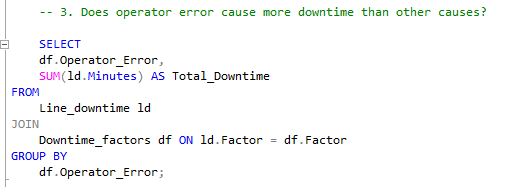 -- 3. Does operator error cause more downtime than other causes?
SELECT
df.Operator_Error,
SUM(ld.Minutes) AS Total_Downtime
FROM
Line_downtime ld
JOIN
Downtime_factors df ON ld.Factor = df.Factor
GROUP BY
df.Operator_Error;